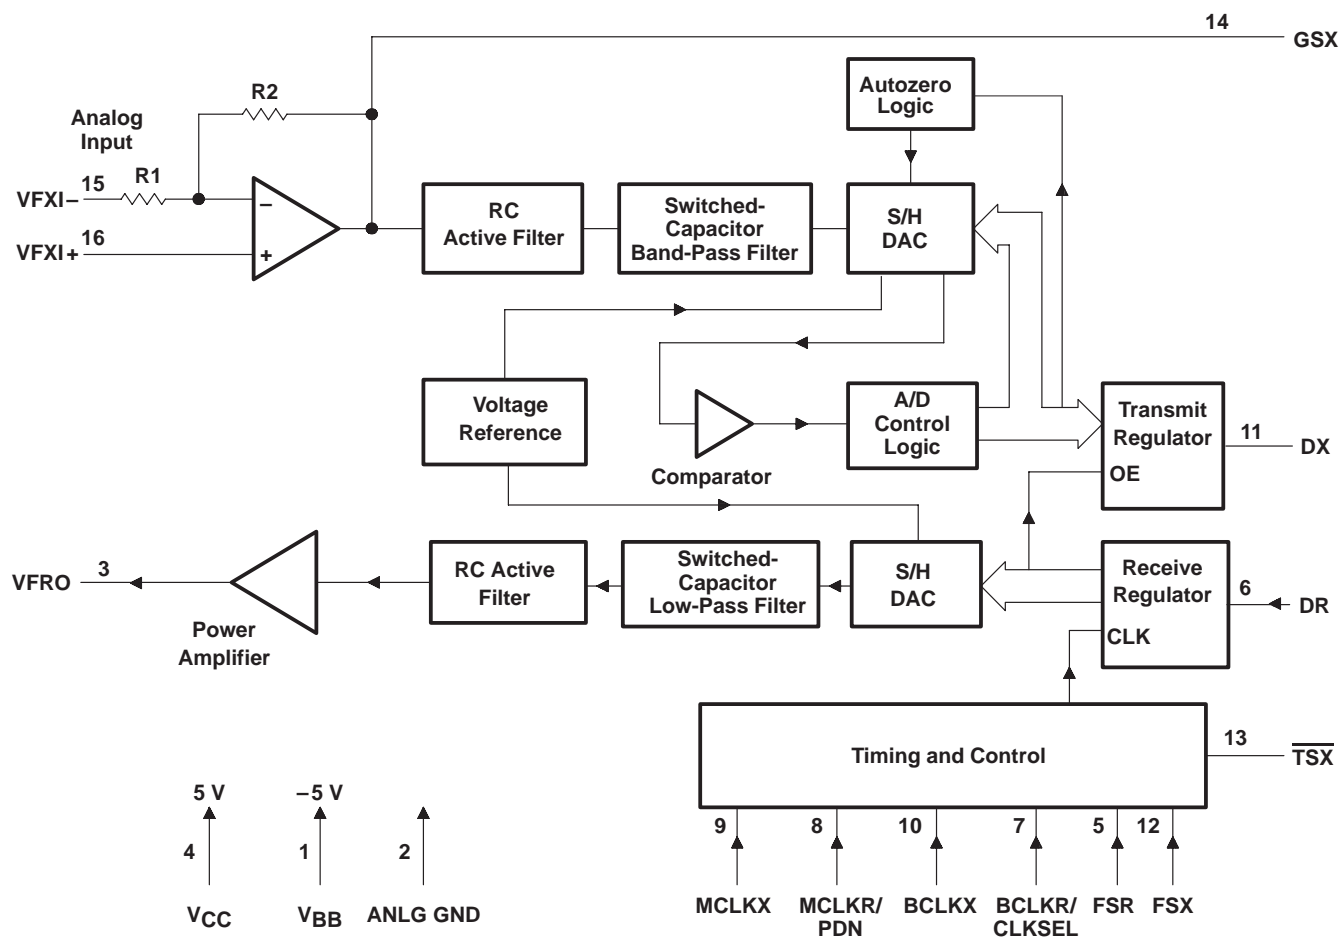 14
GSX
R2
Analog
Input
Autozero
Logic
15
R1
VFXI–
–
16
VFXI+
+
RC
Active Filter
Switched-
Capacitor
Band-Pass Filter
S/H
DAC
Voltage
Reference
Comparator
A/D
Control
Logic
Transmit
Regulator
OE
11
DX
3
VFRO
Power
Amplifier
RC Active
Filter
Switched-
Capacitor
Low-Pass Filter
S/H
DAC
Receive
Regulator
CLK
6
DR
Timing and Control
13
TSX
5 V
–5 V
4
1
2
VCC
VBB
ANLG GND
9
8
10
7
5
12
MCLKX
MCLKR/
PDN
BCLKX
BCLKR/
CLKSEL
FSR
FSX